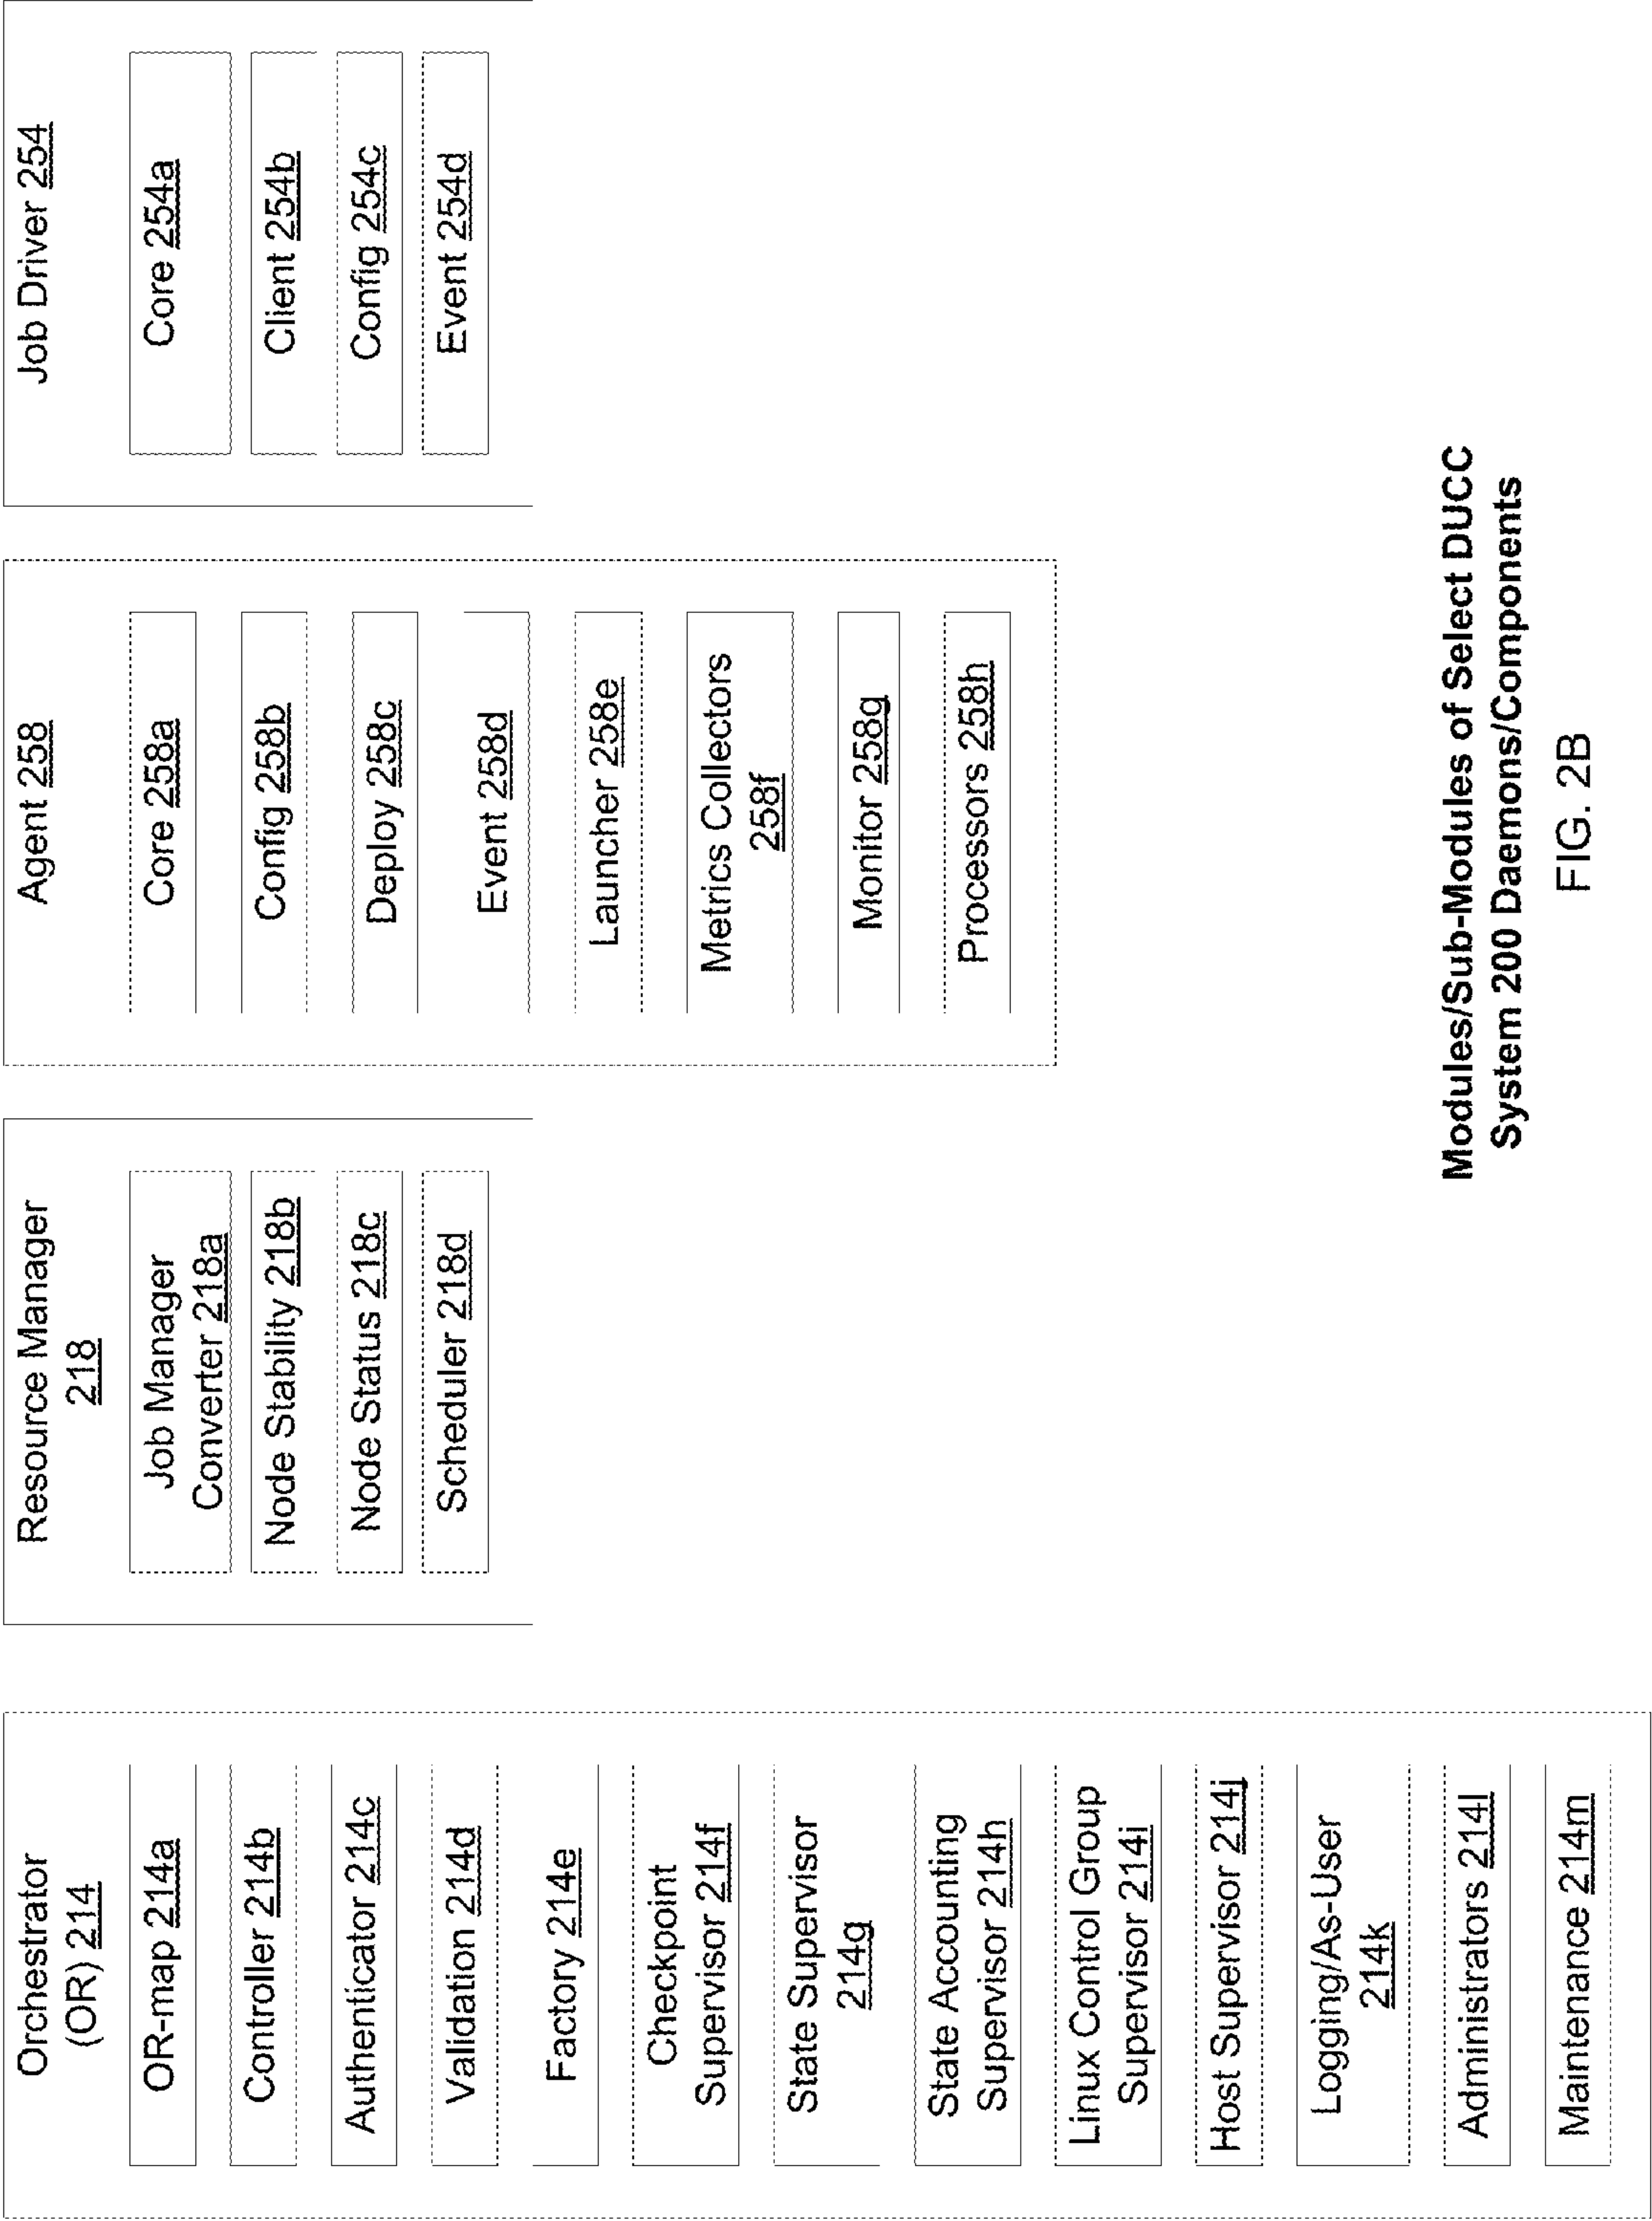 Orchestrator
(OR) 214
OR-map 214a
Controller 214b
Authenticator 214c
Validation 214d
Factory 214e
Checkpoint
Supervisor 214f
State Supervisor
214g
State Accounting
Supervisor 214h
Linux Control Group
Supervisor 214i
Host Supervisor 214j
Logging/As-User
214k
Administrators 214l
Maintenance 214m
Resource Manager
218
Job Manager
Converter 218a
Node Stability 218b
Node Status 218c
Scheduler 218d
Agent 258
Core 258a
Config 258b
Deploy 258c
Event 258d
Launcher 258e
Metrics Collectors
258f
Monitor 258g
Processors 258h
Job Driver 254
Core 254a
Client 254b
Config 254c
Event 254d
Modules/Sub-Modules of Select DUCC
System 200 Daemons/Components
FIG. 2B